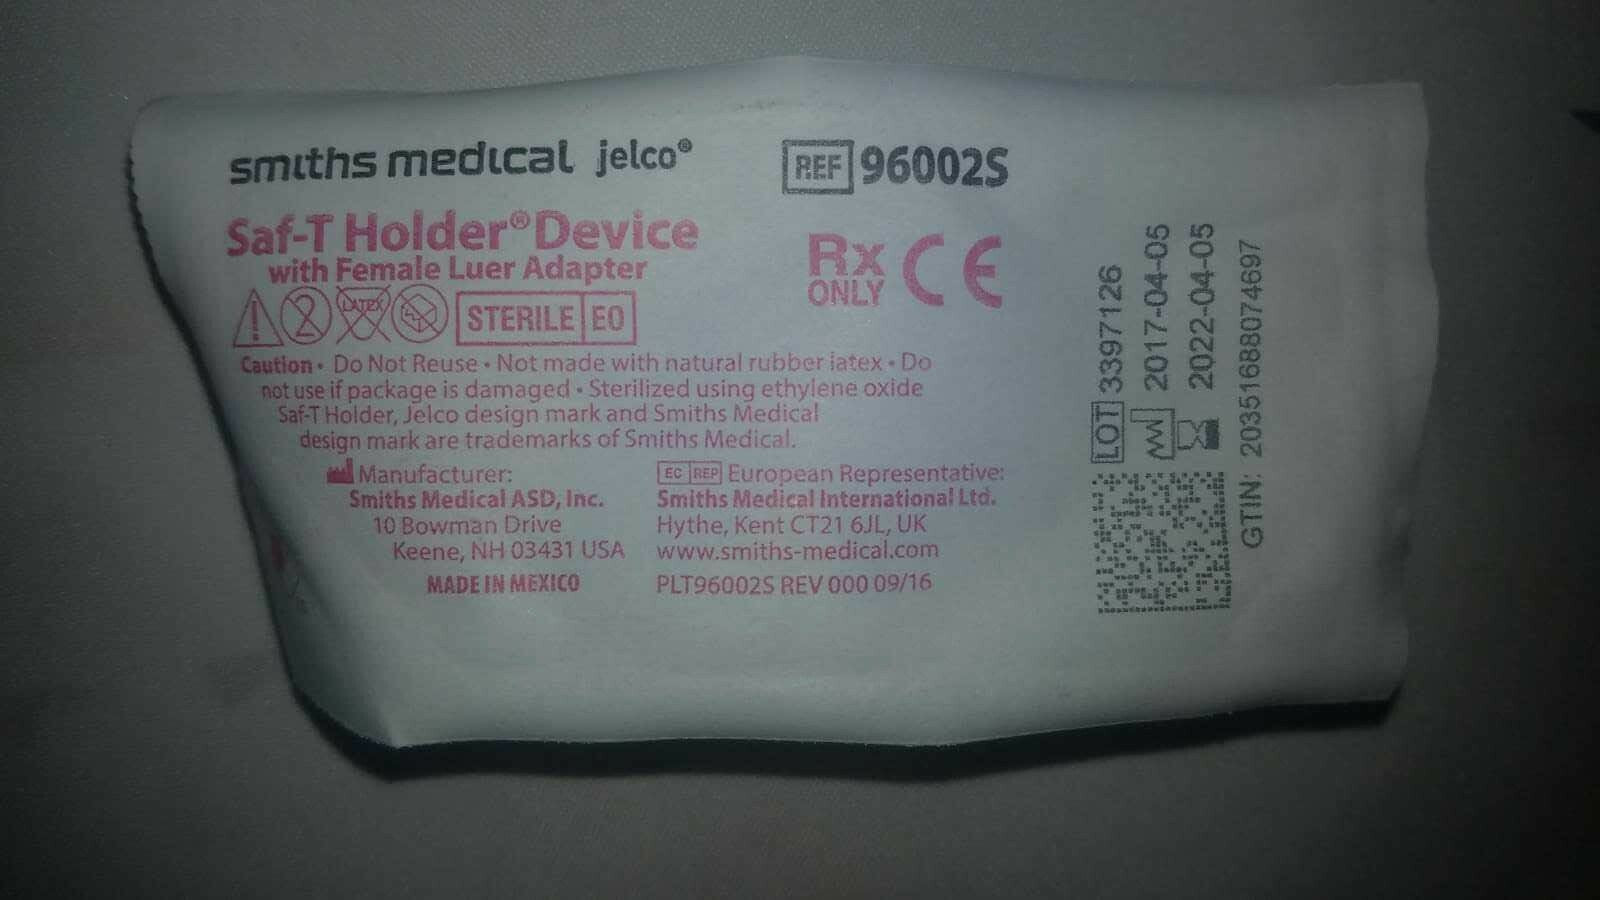 smiths medical jelco®
REF 96002S
Saf-T Holder® Device
with Female Luer Adapter
Rx ONLY
CE
2 LATEX STERILE EO
Caution • Do Not Reuse • Not made with natural rubber latex • Do
not use if package is damaged • Sterilized using ethylene oxide
Saf-T Holder, Jelco design mark and Smiths Medical
design mark are trademarks of Smiths Medical.
Manufacturer:
Smiths Medical ASD, Inc.
10 Bowman Drive
Keene, NH 03431 USA
MADE IN MEXICO
EC REP European Representative:
Smiths Medical International Ltd.
Hythe, Kent CT21 6JL, UK
www.smiths-medical.com
PLT96002S REV 000 09/16
LOT 3397126
2017-04-05
2022-04-05
GTIN: 20351688074697